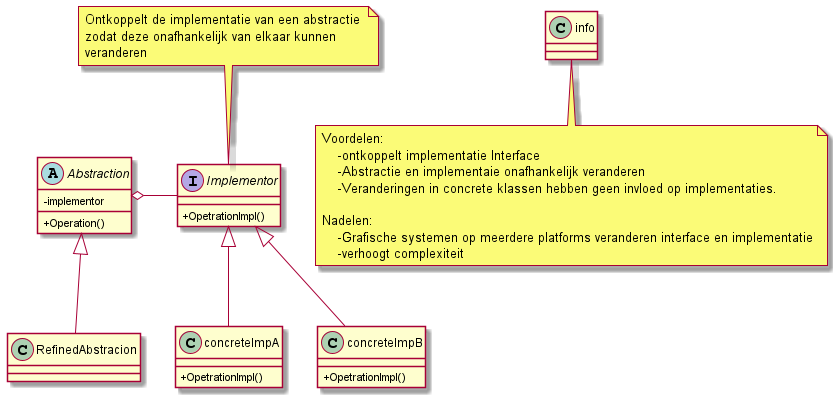 Ontkoppelt de implementatie van een abstractie
zodat deze onafhankelijk van elkaar kunnen
veranderen
C info
Voordelen:
-ontkoppelt implementatie Interface
-Abstractie en implementaie onafhankelijk veranderen
-Veranderingen in concrete klassen hebben geen invloed op implementaties.
Nadelen:
-Grafische systemen op meerdere platforms veranderen interface en implementatie
-verhoogt complexiteit
A Abstraction
-implementor
+Operation()
I Implementor
+OpetrationImpl()
C RefinedAbstracion
C concreteImpA
+OpetrationImpl()
C concreteImpB
+OpetrationImpl()